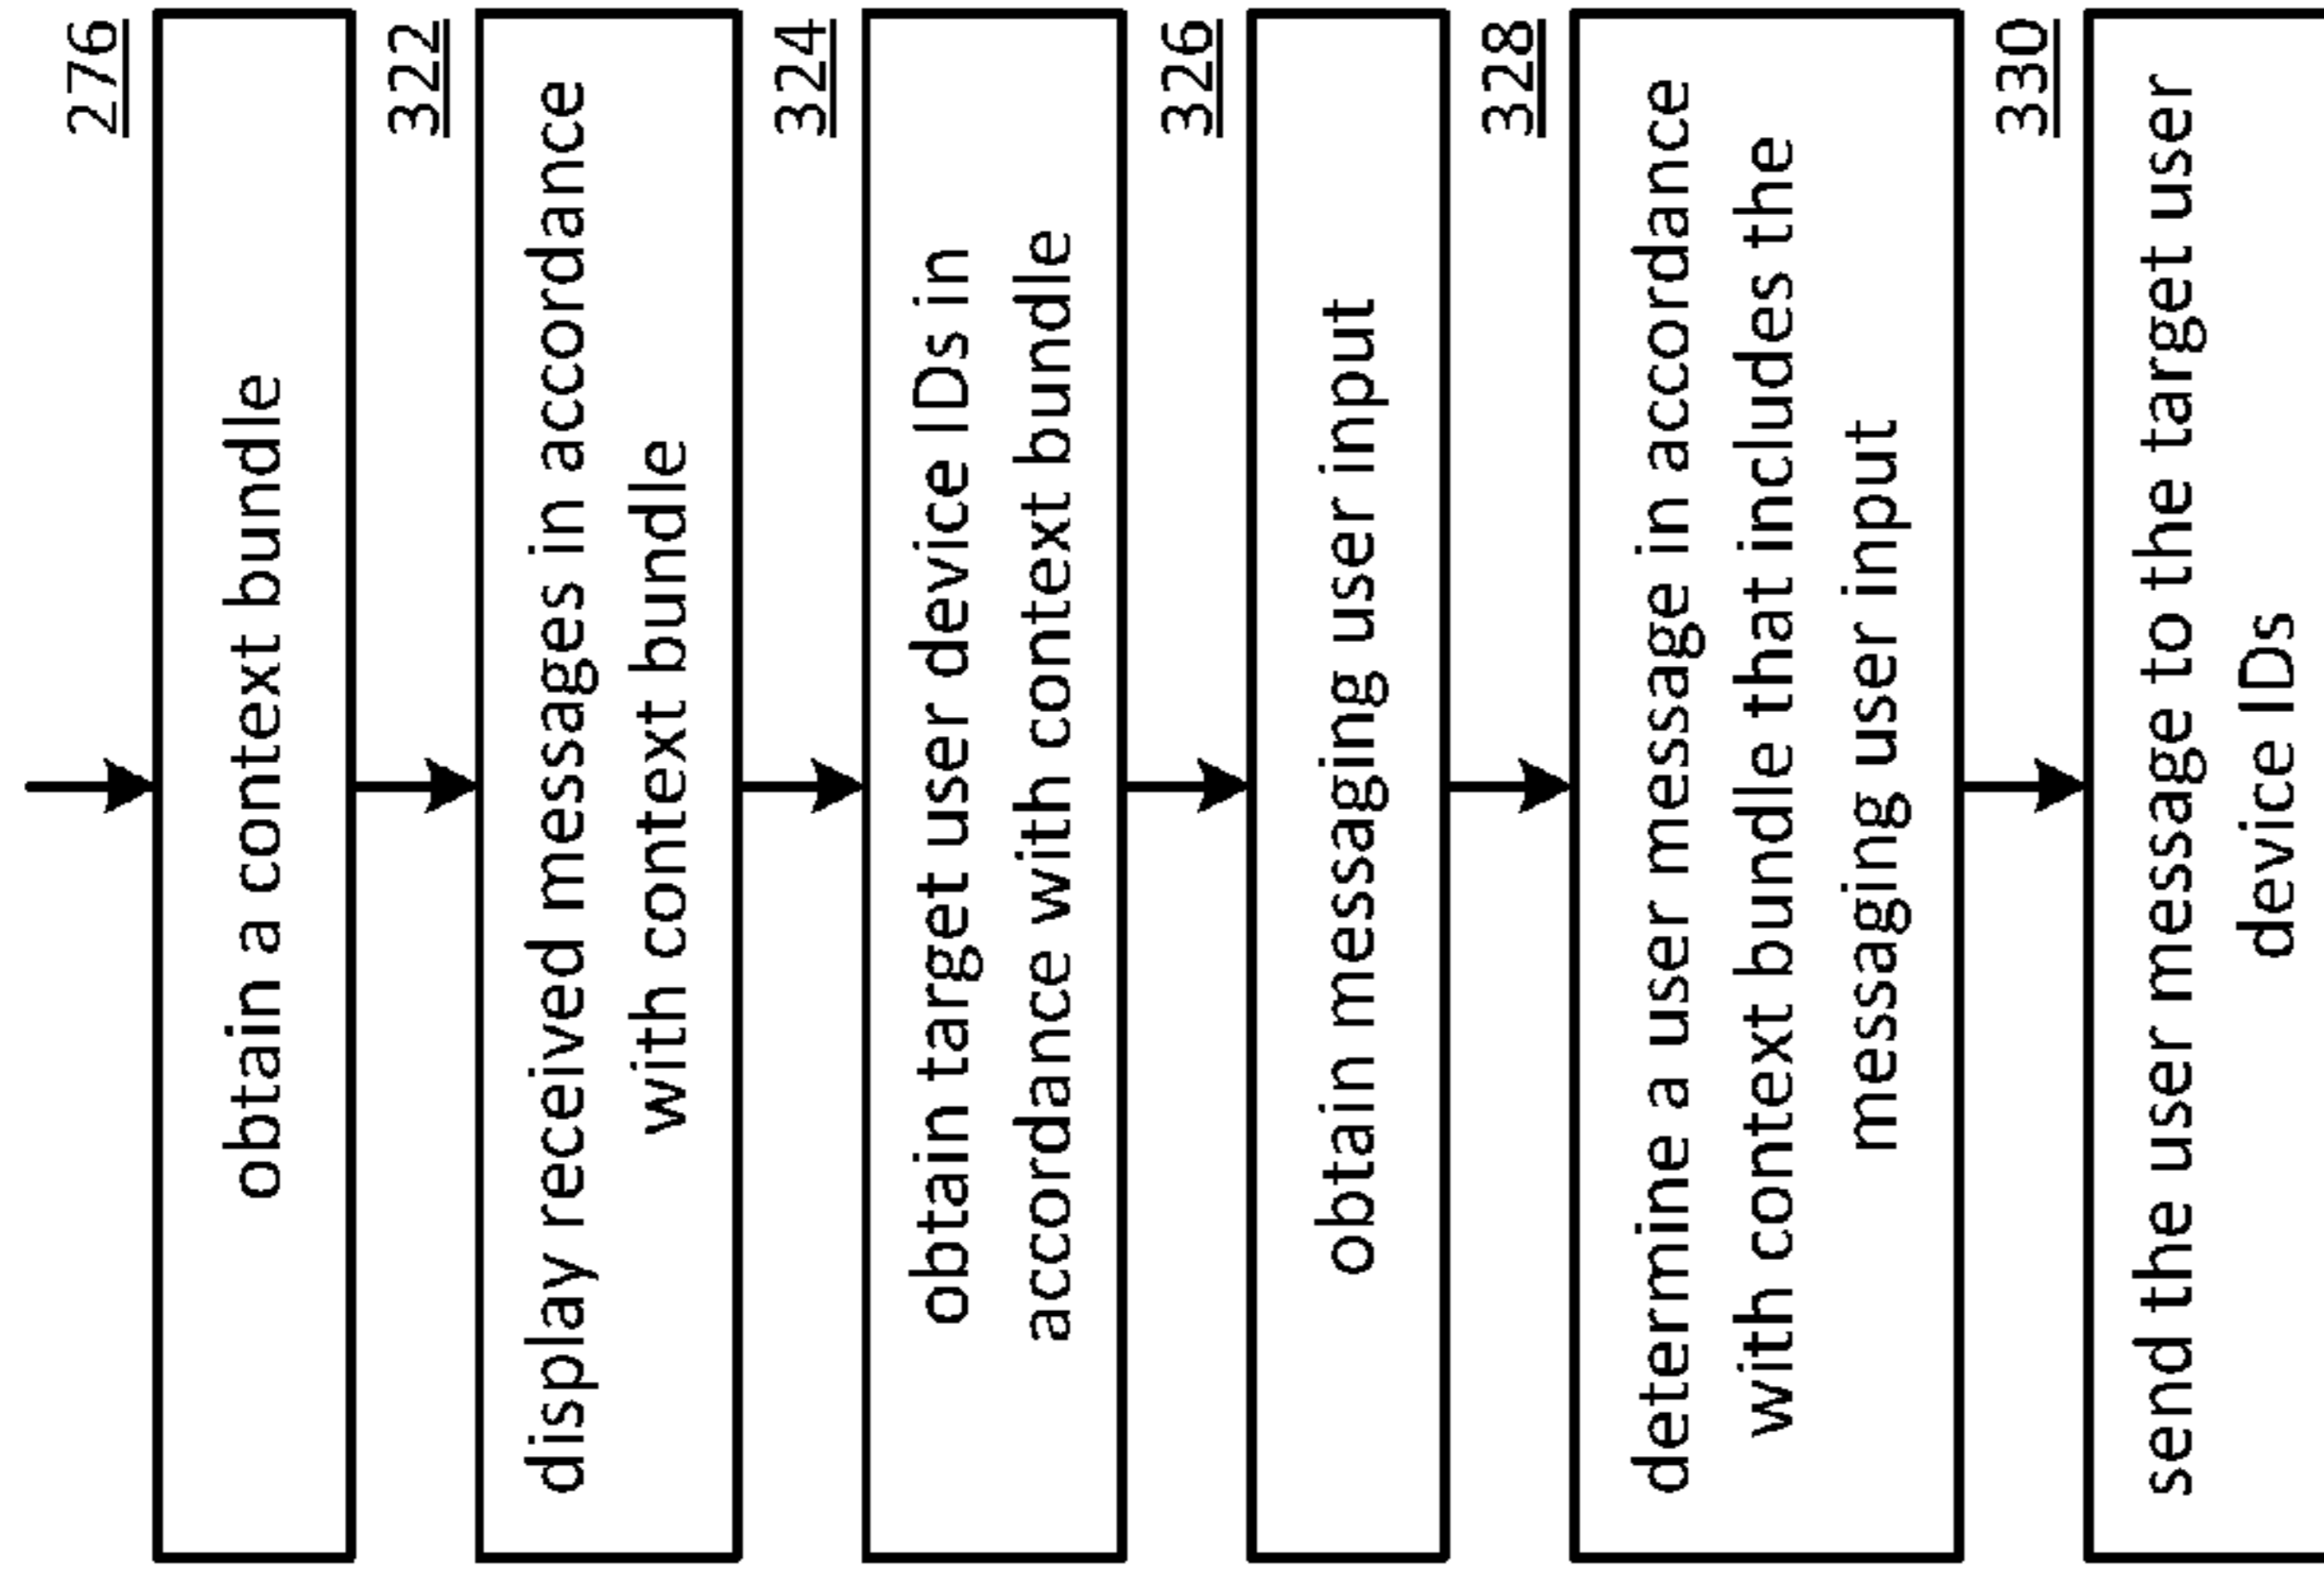 276
obtain a context bundle
322
display received messages in accordance
with context bundle
324
obtain target user device IDs in
accordance with context bundle
326
obtain messaging user input
328
determine a user message in accordance
with context bundle that includes the
messaging user input
330
send the user message to the target user
device IDs